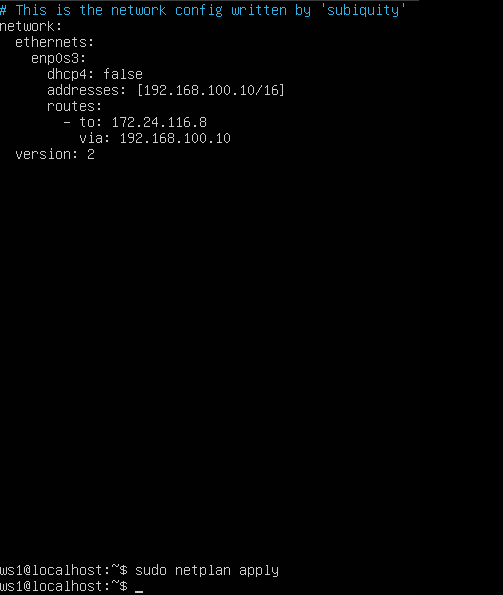 # This is the network config written by 'subiquity'
network:
  ethernets:
    enp0s3:
      dhcp4: false
      addresses: [192.168.100.10/16]
      routes:
        - to: 172.24.116.8
          via: 192.168.100.10
  version: 2
ws1@localhost:~$ sudo netplan apply
ws1@localhost:~$ _